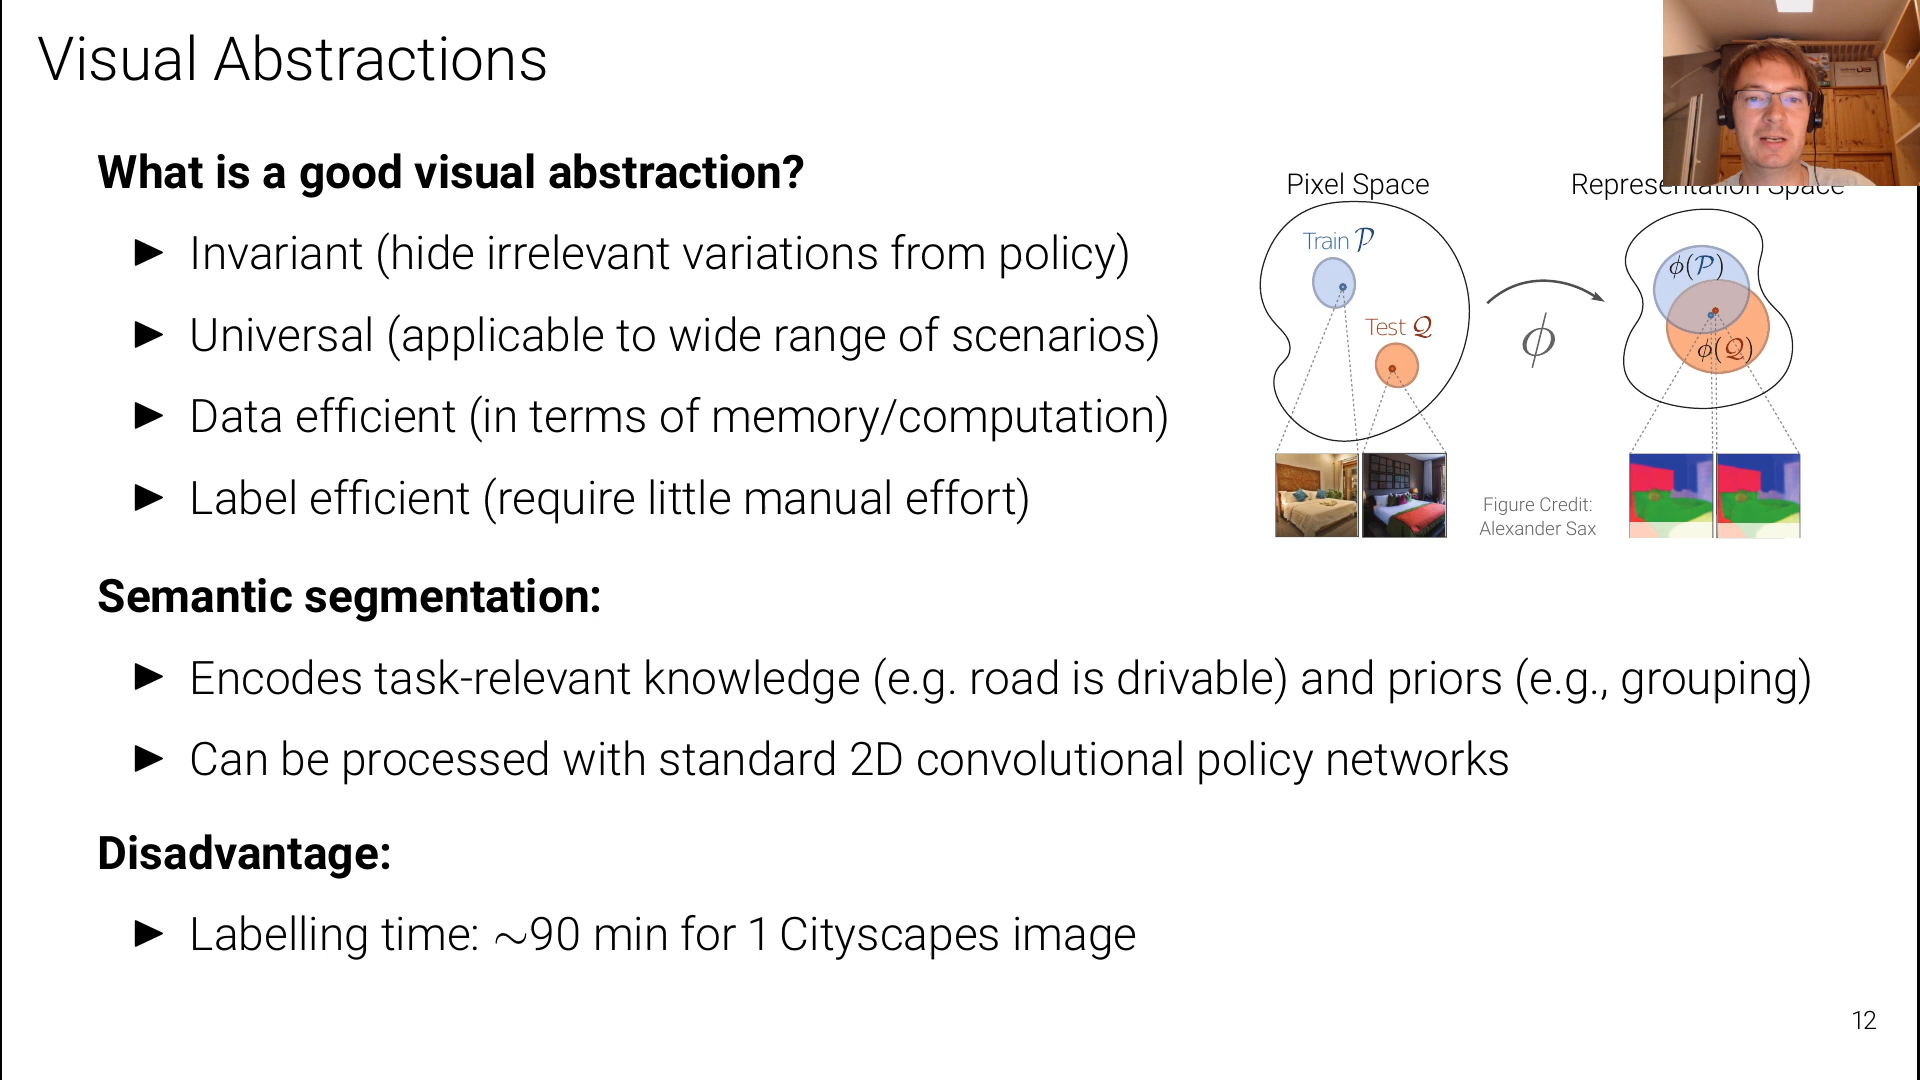 Visual Abstractions
What is a good visual abstraction?
► Invariant (hide irrelevant variations from policy)
► Universal (applicable to wide range of scenarios)
► Data efficient (in terms of memory/computation)
► Label efficient (require little manual effort)
Pixel Space
Representation Space
Train 𝒫
Test 𝒬
ϕ
ϕ(𝒫)
ϕ(𝒬)
Figure Credit:
Alexander Sax
Semantic segmentation:
► Encodes task-relevant knowledge (e.g. road is drivable) and priors (e.g., grouping)
► Can be processed with standard 2D convolutional policy networks
Disadvantage:
► Labelling time: ∼90 min for 1 Cityscapes image
12